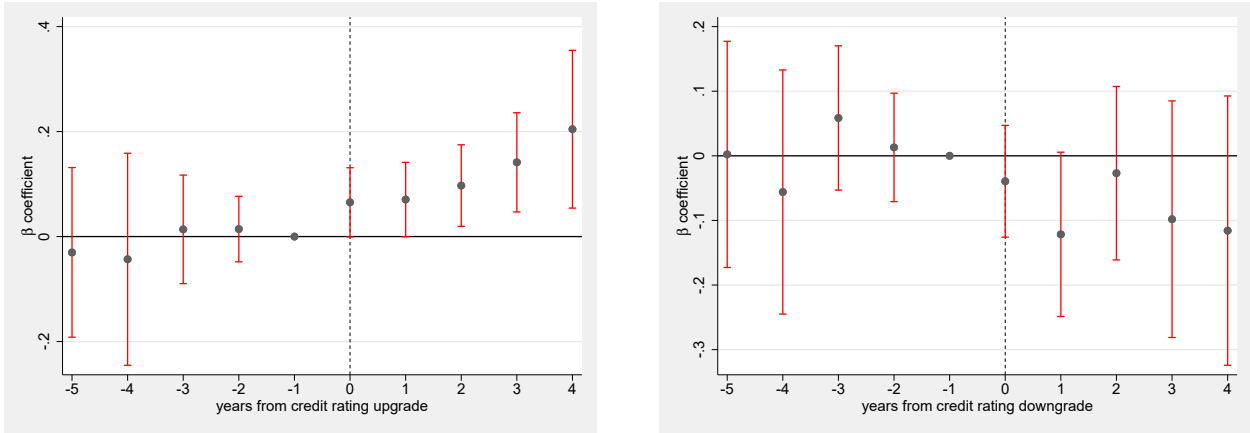 .4
.2
0
-.2
β coefficient
-5 -4 -3 -2 -1 0 1 2 3 4
years from credit rating upgrade
.2
.1
0
-.1
-.2
-.3
β coefficient
-5 -4 -3 -2 -1 0 1 2 3 4
years from credit rating downgrade